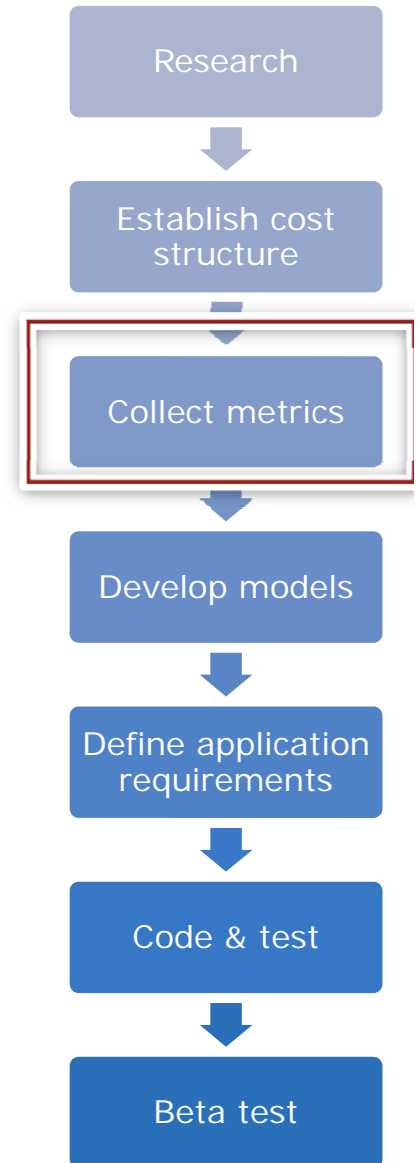 Research
Establish cost
structure
Collect metrics
Develop models
Define application
requirements
Code & test
Beta test